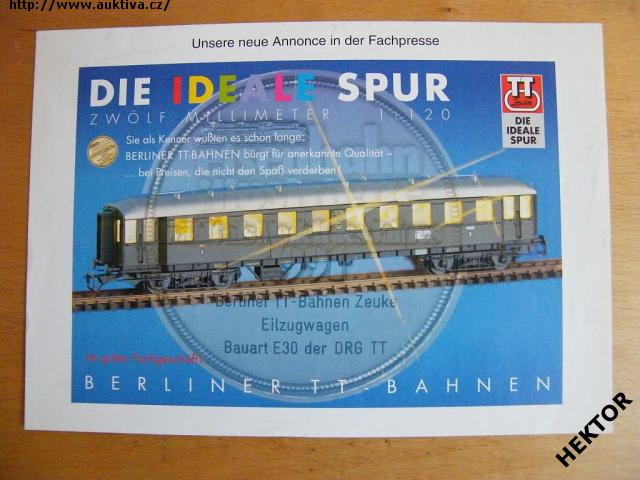 http://www.auktiva.cz/
Unsere neue Annonce in der Fachpresse
DIE IDEALE SPUR
ZWÖLF MILLIMETER 1:120
TT
Zeuke
DIE
IDEALE
SPUR
Sie als Kenner wußten es schon lange:
BERLINER TT-BAHNEN bürgt für anerkannte Qualität –
... bei Preisen, die nicht den Spaß verderben!
Berliner TT-Bahnen Zeuke
Eilzugwagen
Bauart E30 der DRG TT
Im guten Fachgeschäft!
BERLINER TT-BAHNEN
HEKTOR